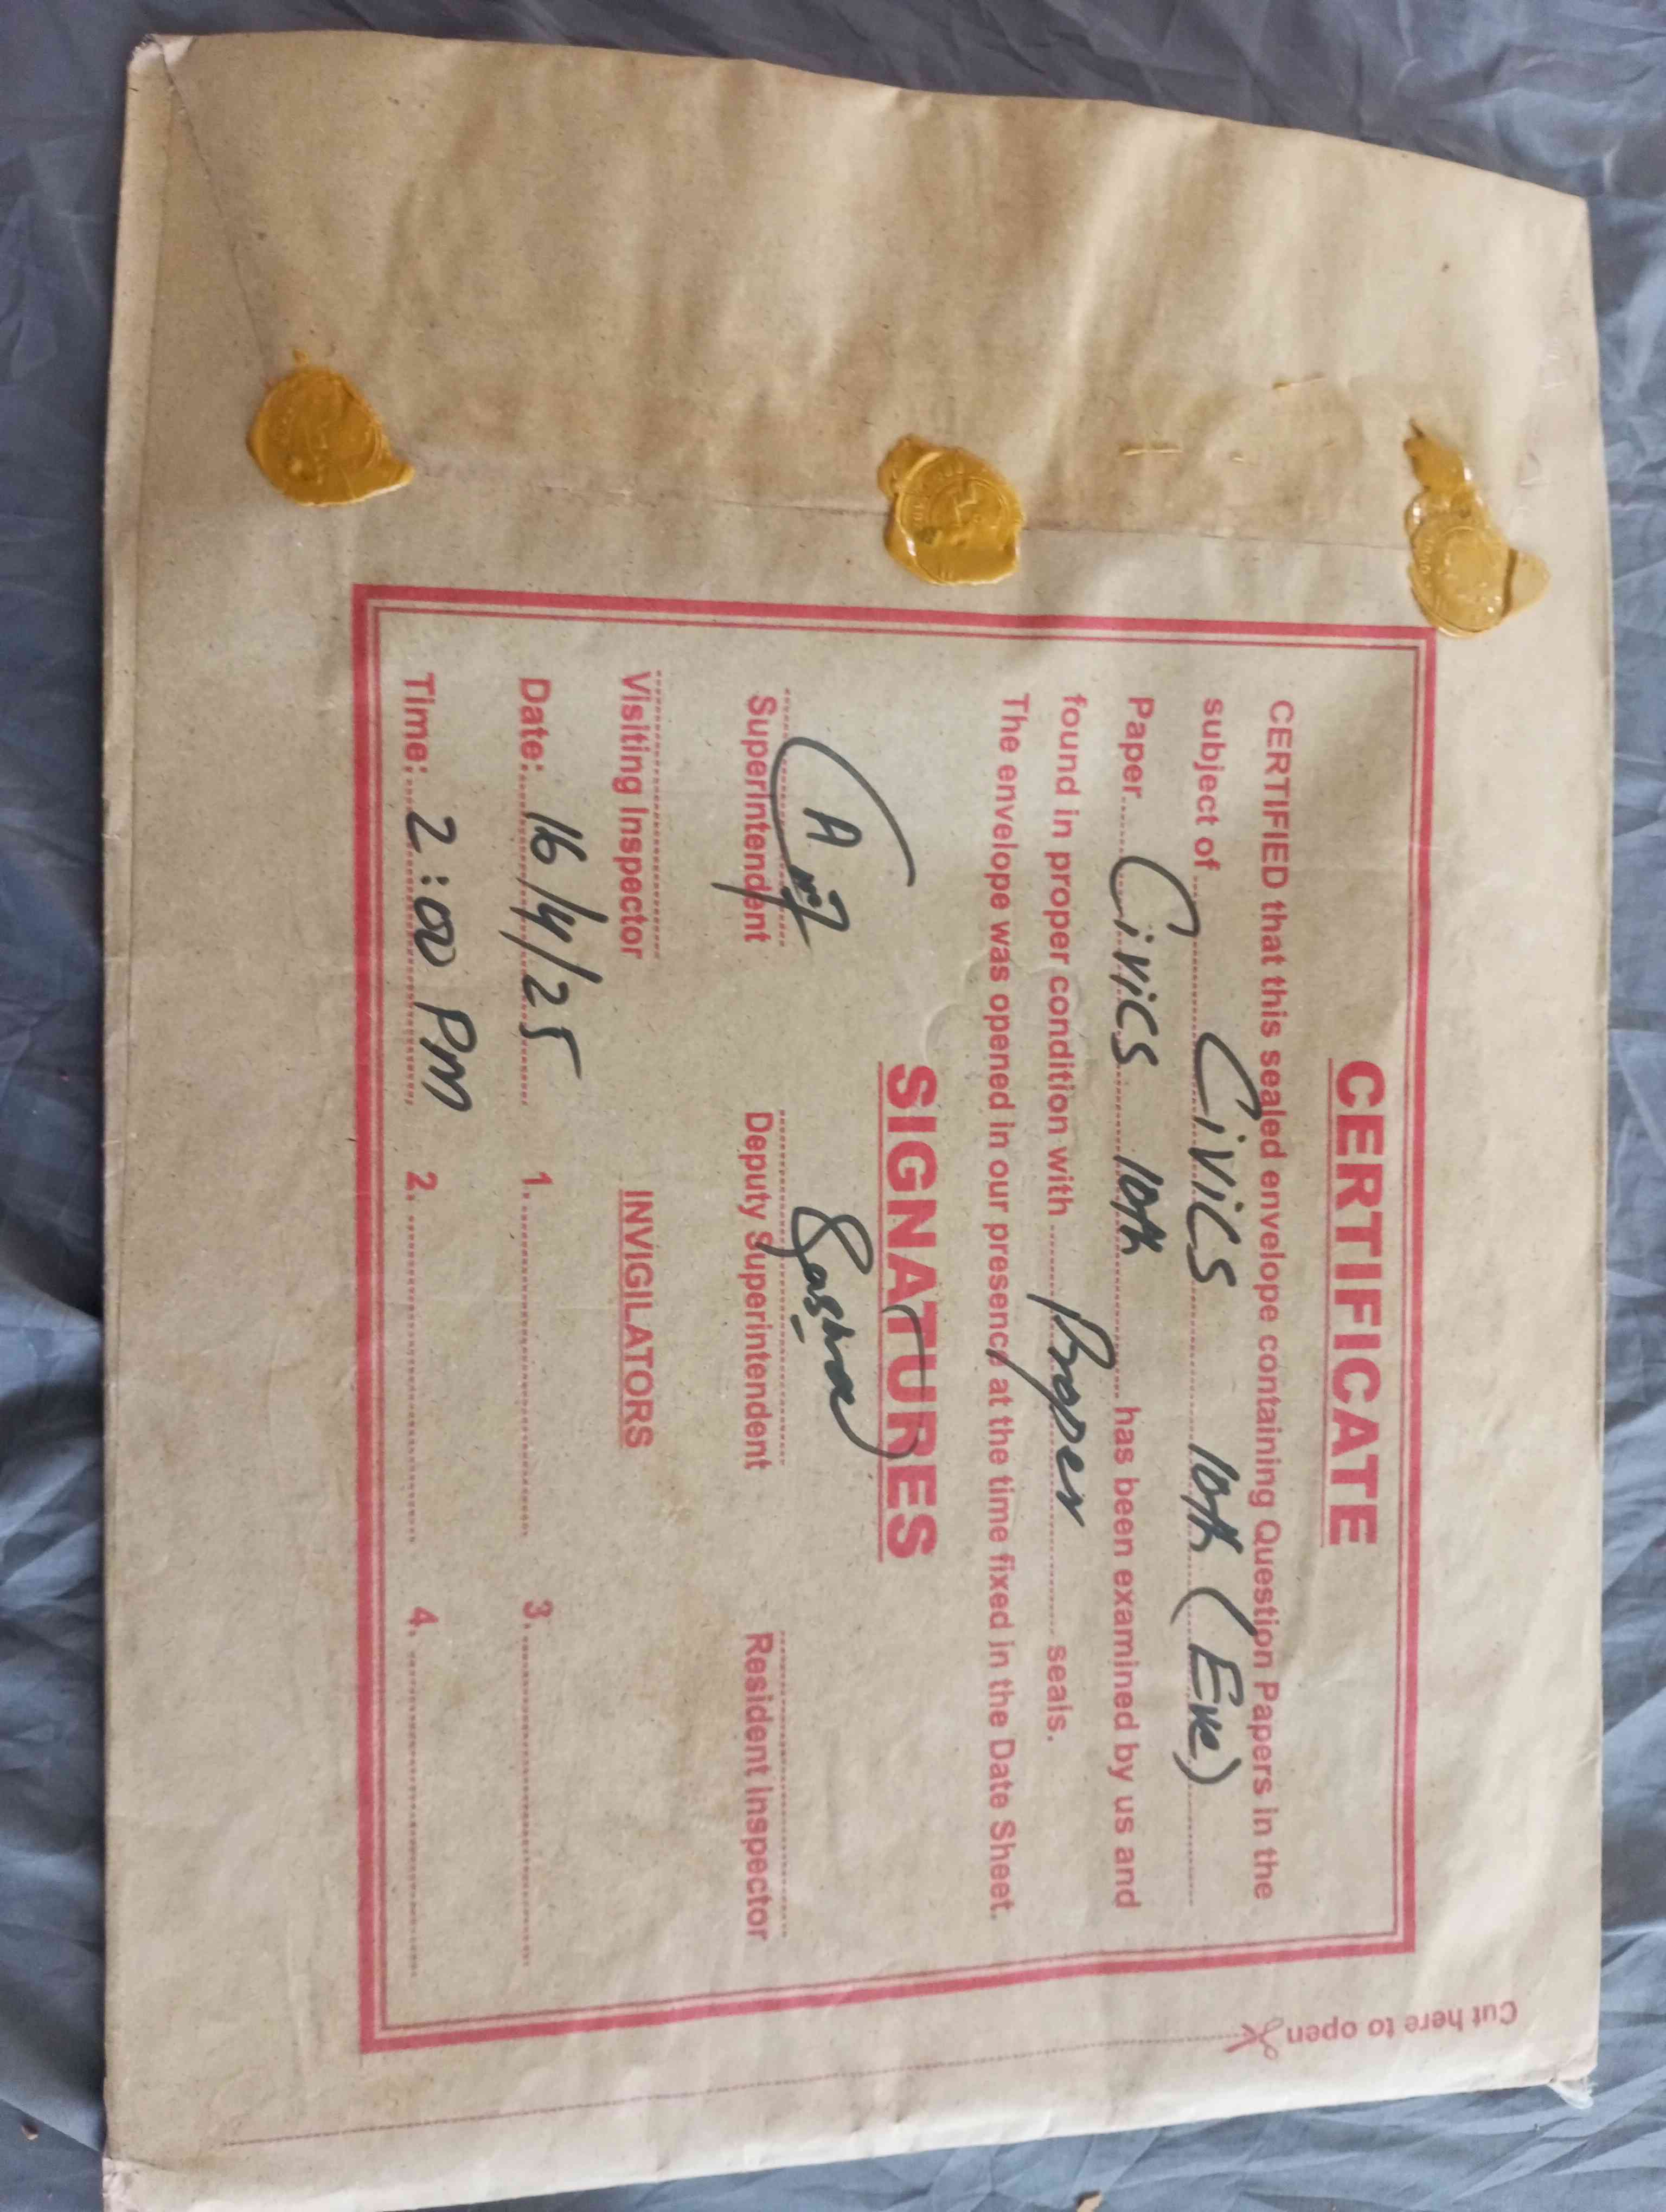 CERTIFICATE
CERTIFIED that this sealed envelope containing Question Papers in the
subject of Civics 10th (Eve)
Paper Civics 10th has been examined by us and
found in proper condition with Proper seals.
The envelope was opened in our presence at the time fixed in the Date Sheet.
SIGNATURES
Superintendent Deputy Superintendent Resident Inspector
Visiting Inspector
INVIGILATORS
Date: 16/4/25 1. 3.
Time: 2:00 PM 2. 4.
Cut here to open